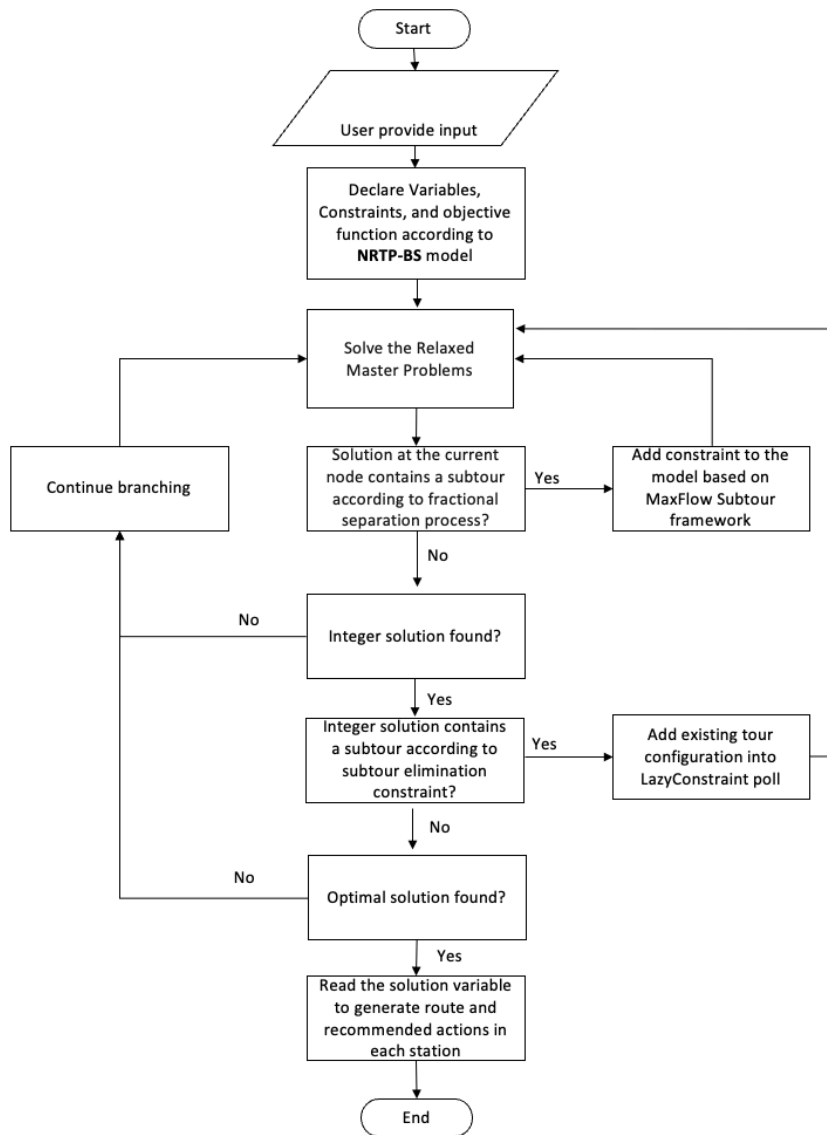 Start
User provide input
Declare Variables,
Constraints, and objective
function according to
NRTP-BS model
Solve the Relaxed
Master Problems
Continue branching
Solution at the current
node contains a subtour
according to fractional
separation process?
Yes
Add constraint to the
model based on
MaxFlow Subtour
framework
No
Integer solution found?
No
Yes
Integer solution contains
a subtour according to
subtour elimination
constraint?
Yes
Add existing tour
configuration into
LazyConstraint poll
No
Optimal solution found?
No
Yes
Read the solution variable
to generate route and
recommended actions in
each station
End